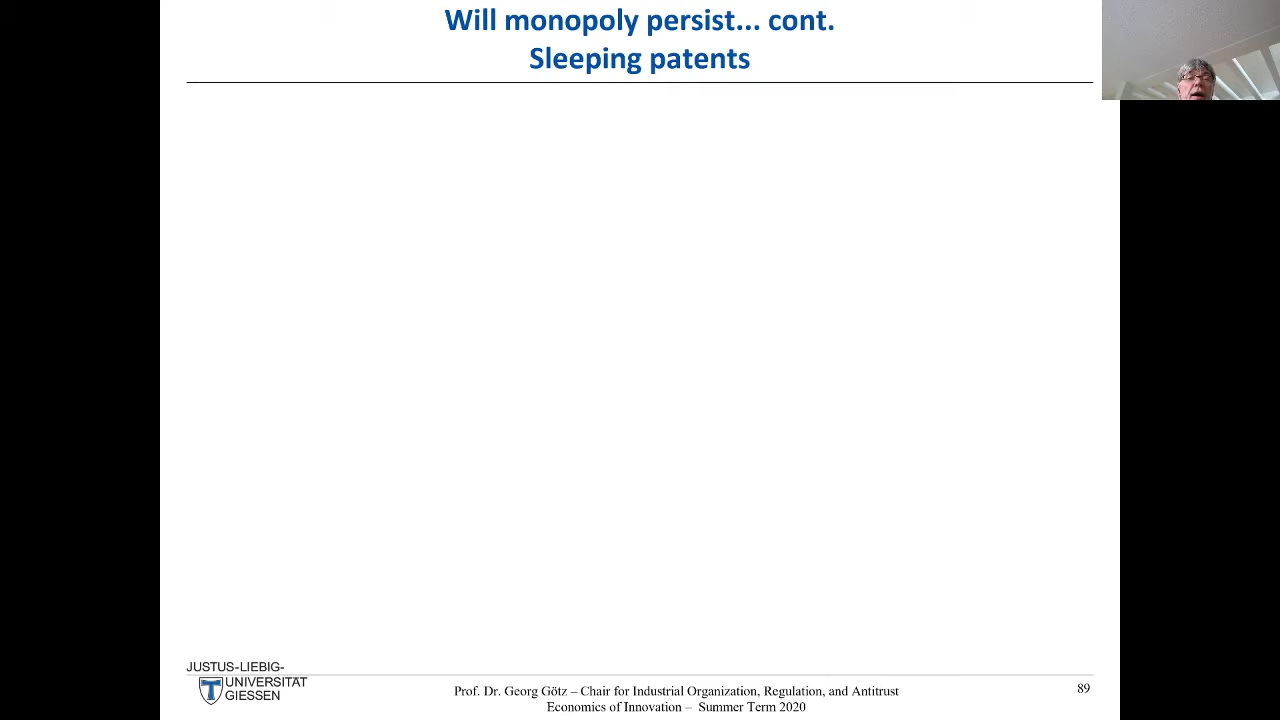 Will monopoly persist... cont.
Sleeping patents
JUSTUS-LIEBIG-
UNIVERSITÄT
GIESSEN
Prof. Dr. Georg Götz – Chair for Industrial Organization, Regulation, and Antitrust
Economics of Innovation – Summer Term 2020
89